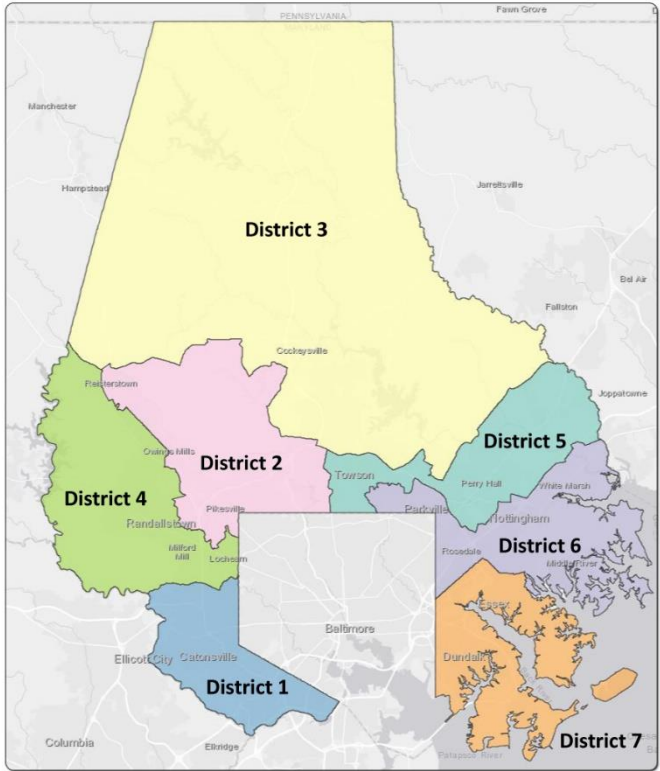 Fawn Grove
PENNSYLVANIA
MARYLAND
Manchester
Jarrettsville
Hampstead
District 3
Bel Air
Fallston
Cockeysville
Reisterstown
Joppatowne
District 5
Owings Mills
District 2
Towson
Perry Hall
White Marsh
District 4
Pikesville
Parkville
Randallstown
Nottingham
Milford
Mill
Lochearn
Rosedale
District 6
Middle River
Essex
Baltimore
Ellicott City
Catonsville
Dundalk
District 1
District 7
Columbia
Elkridge
Patapsco River